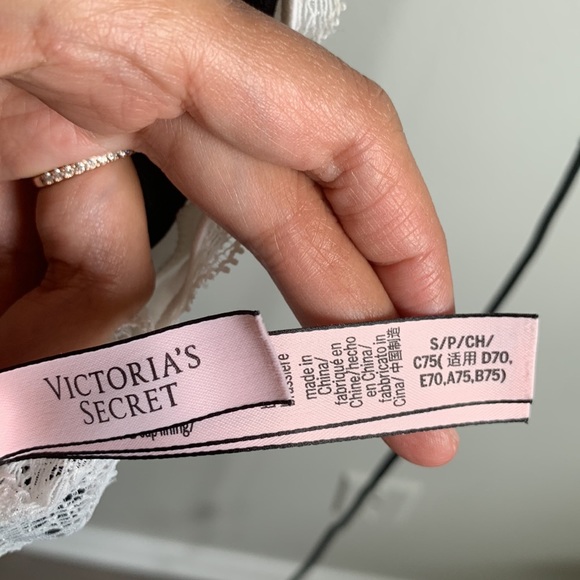 VICTORIA'S
SECRET
made in
China/
fabriqué en
Chine/hecho
en China/
fabbricato in
Cina/ 中国制造
S/P/CH/
C75( 适用 D70,
E70,A75,B75)